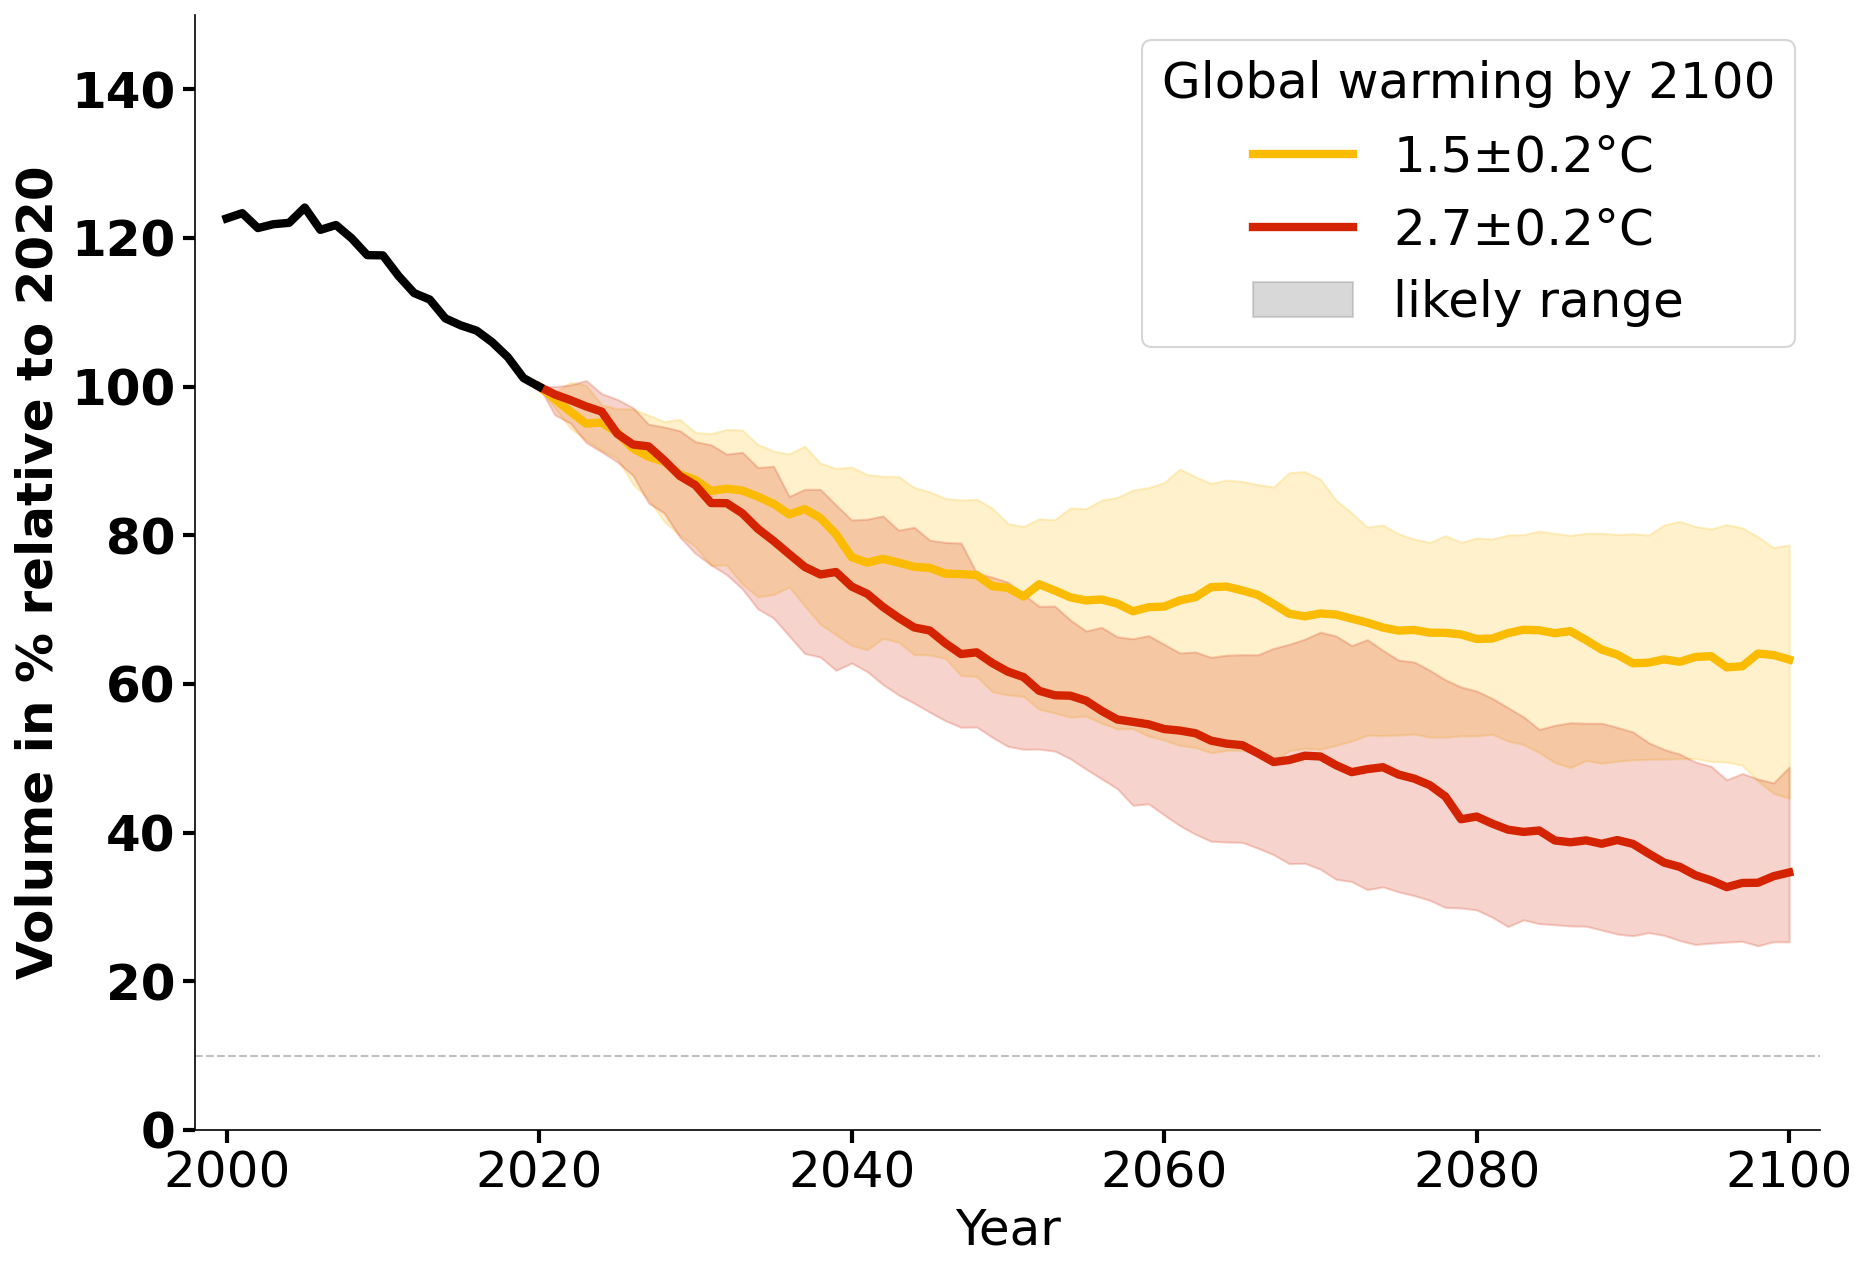 Volume in % relative to 2020
140
120
100
80
60
40
20
0
Global warming by 2100
1.5±0.2°C
2.7±0.2°C
likely range
2000 2020 2040 2060 2080 2100
Year